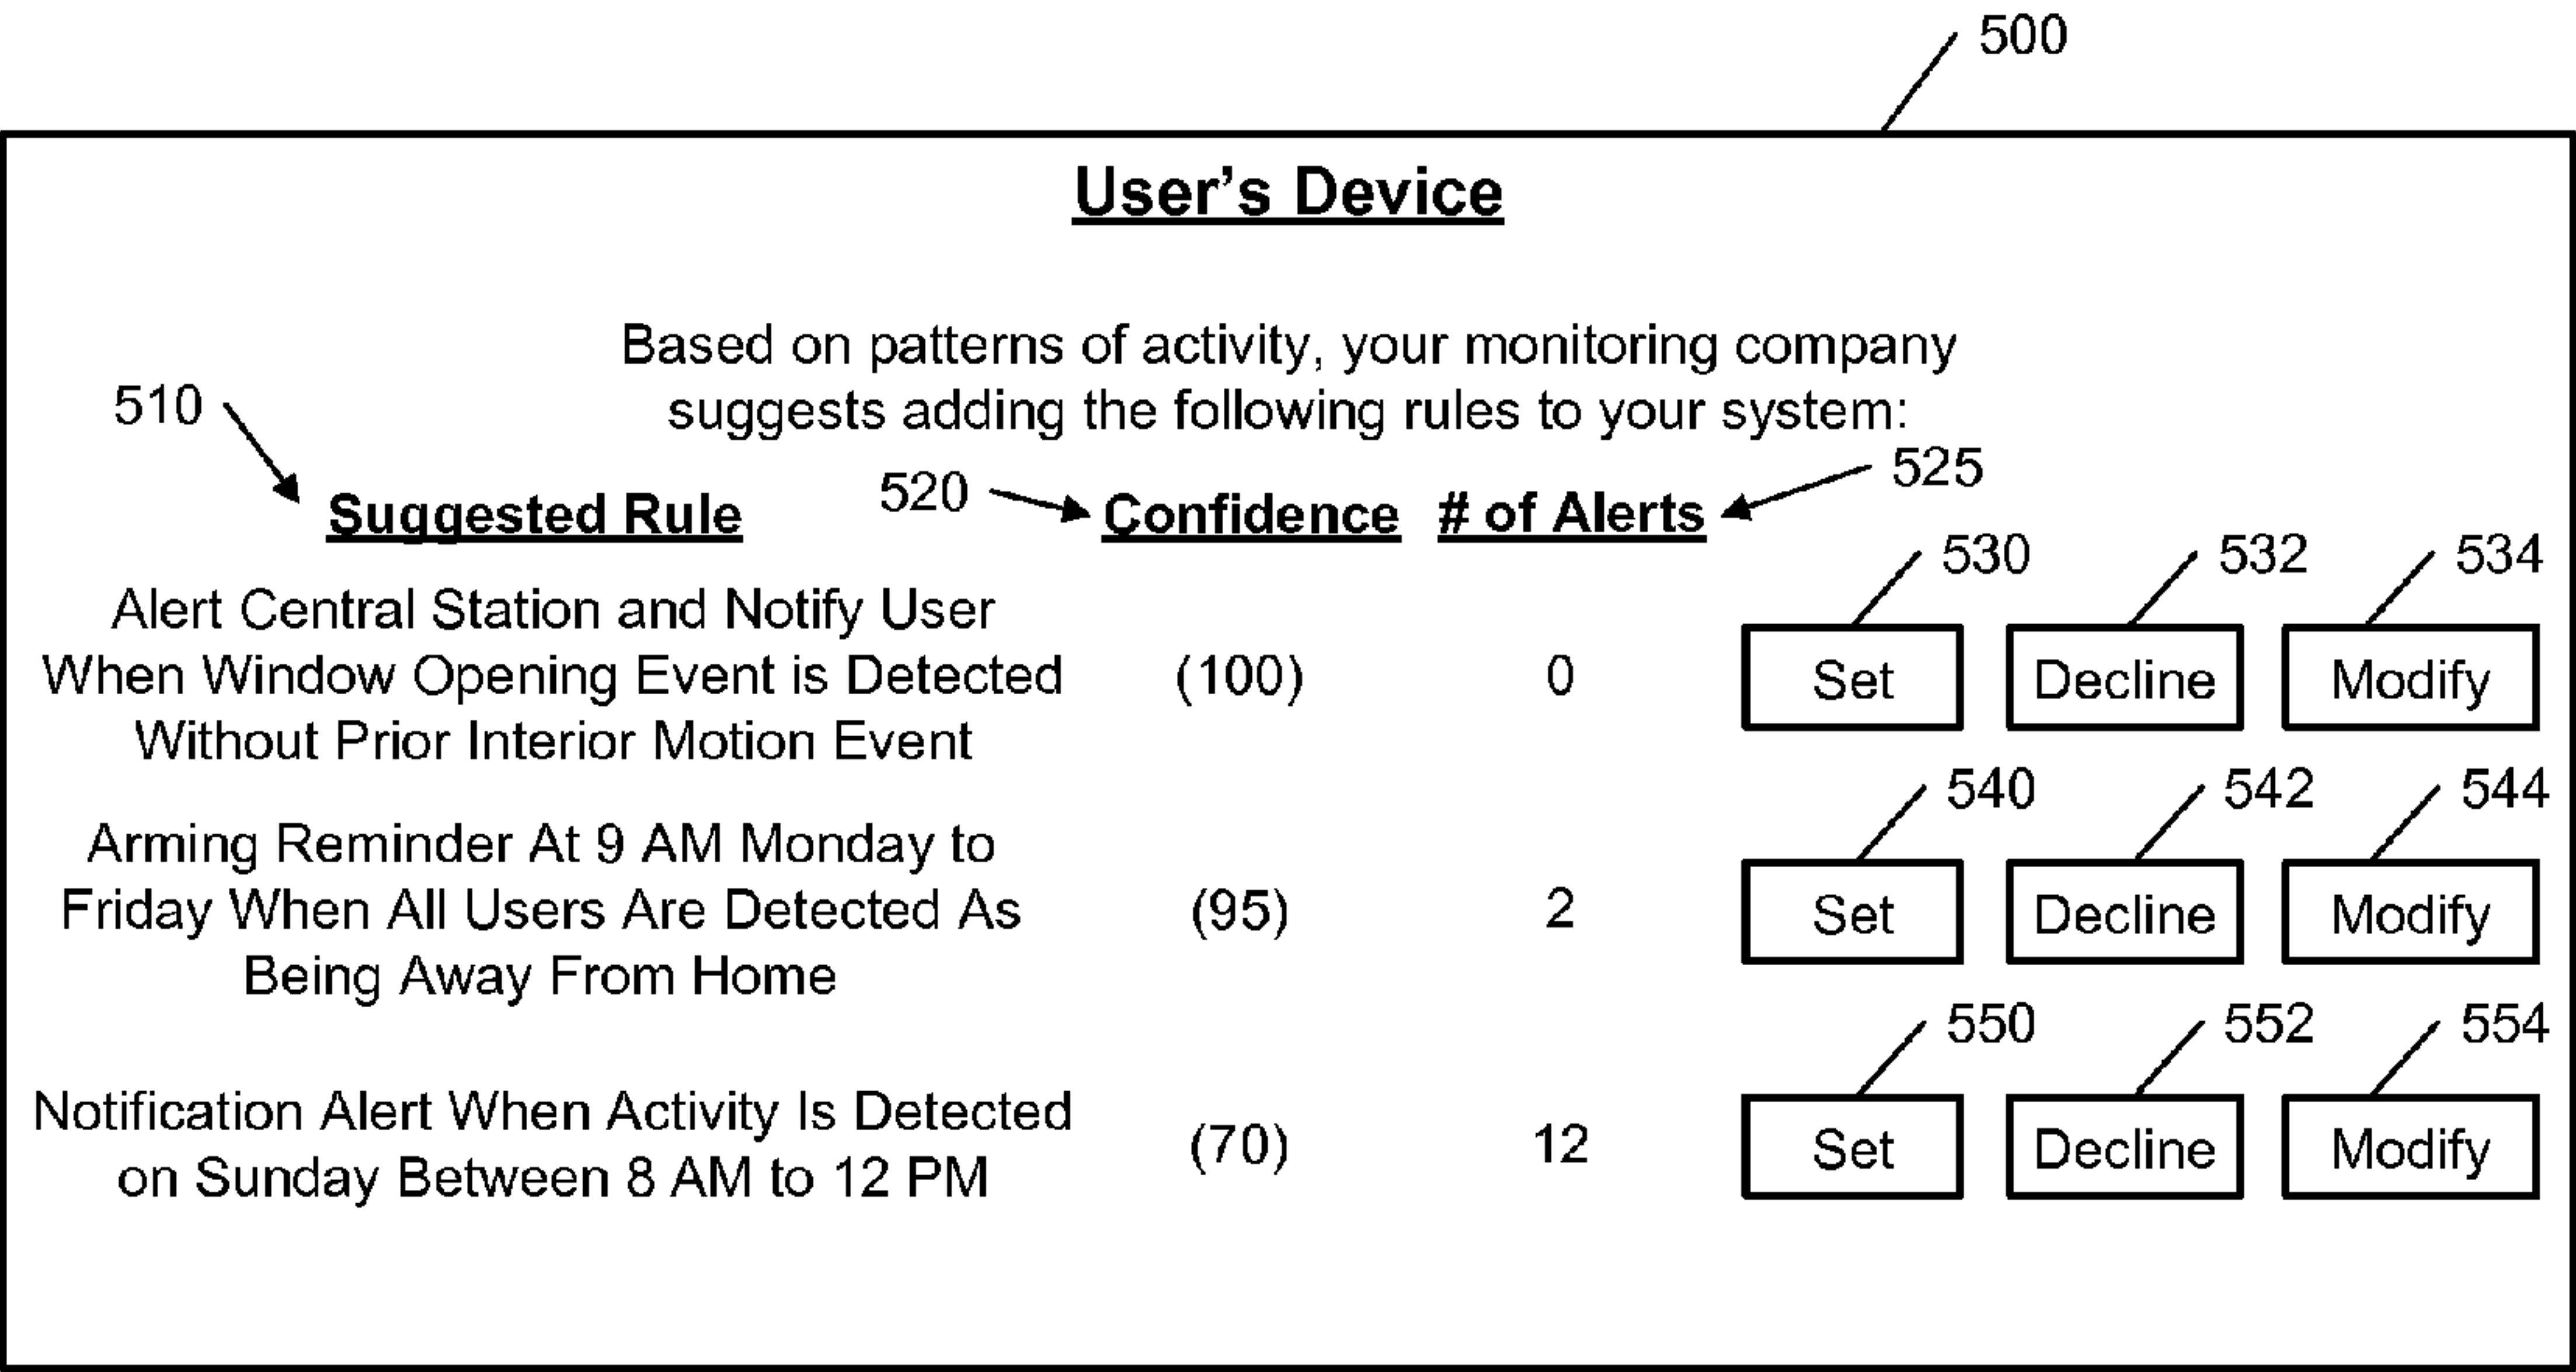 500
User's Device
Based on patterns of activity, your monitoring company
suggests adding the following rules to your system:
510
520
525
Suggested Rule Confidence # of Alerts
530 532 534
Alert Central Station and Notify User
When Window Opening Event is Detected
Without Prior Interior Motion Event
(100) 0 Set Decline Modify
540 542 544
Arming Reminder At 9 AM Monday to
Friday When All Users Are Detected As
Being Away From Home
(95) 2 Set Decline Modify
550 552 554
Notification Alert When Activity Is Detected
on Sunday Between 8 AM to 12 PM
(70) 12 Set Decline Modify